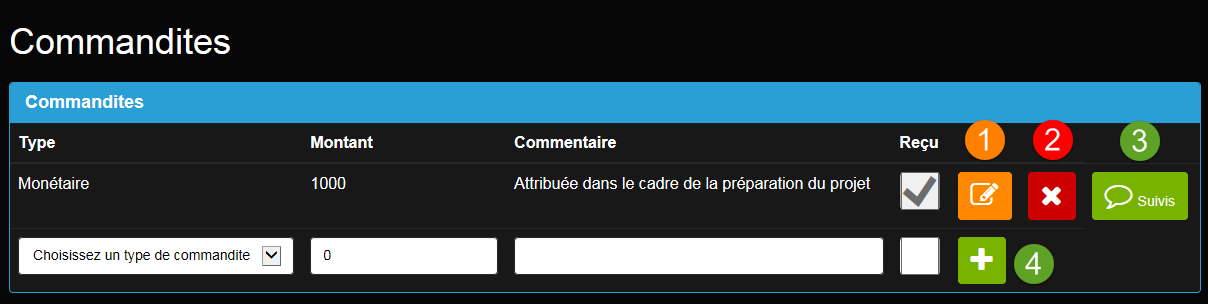 Commandites
Commandites
Type Montant Commentaire Reçu 1 2 3
Monétaire 1000 Attribuée dans le cadre de la préparation du projet Suivis
Choisissez un type de commandite 0 4